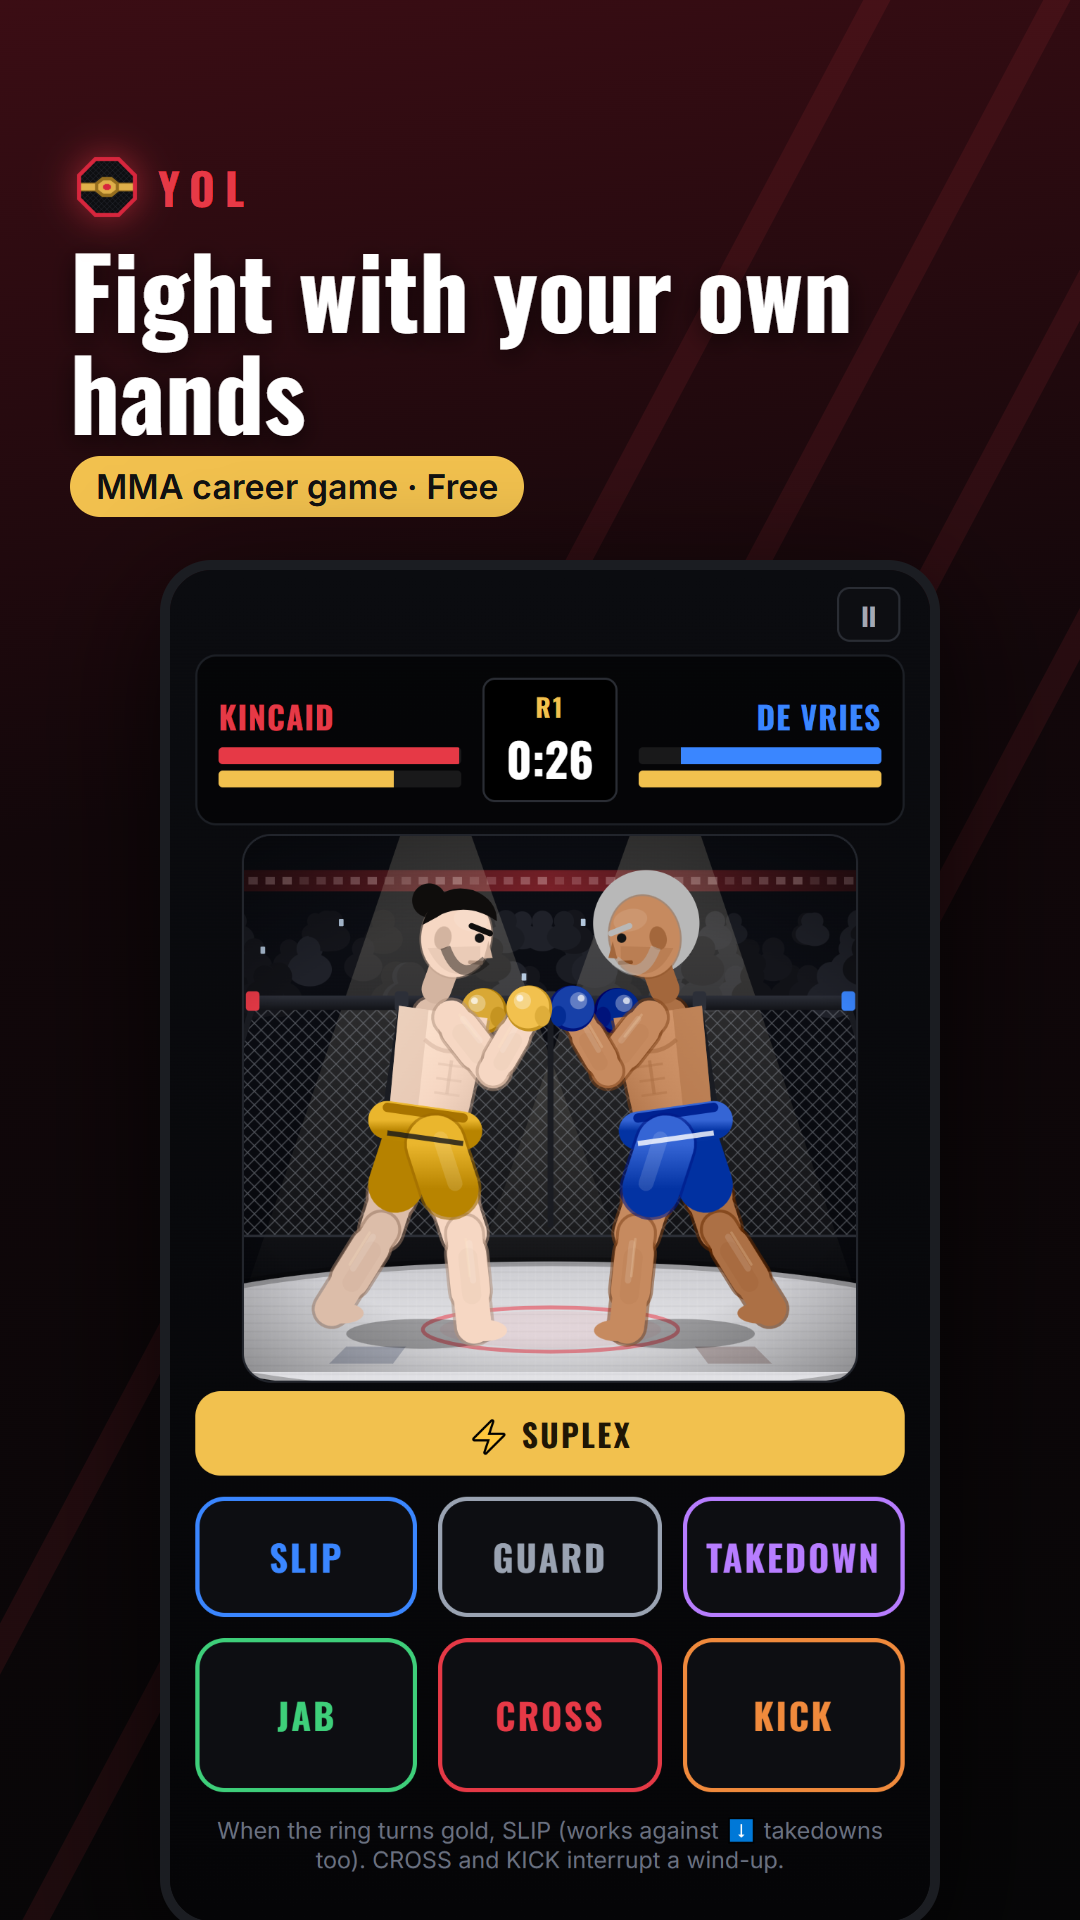 YOL
Fight with your own
hands
MMA career game · Free
KINCAID
R1
0:26
DE VRIES
SUPLEX
SLIP
GUARD
TAKEDOWN
JAB
CROSS
KICK
When the ring turns gold, SLIP (works against ⬇️ takedowns
too). CROSS and KICK interrupt a wind-up.